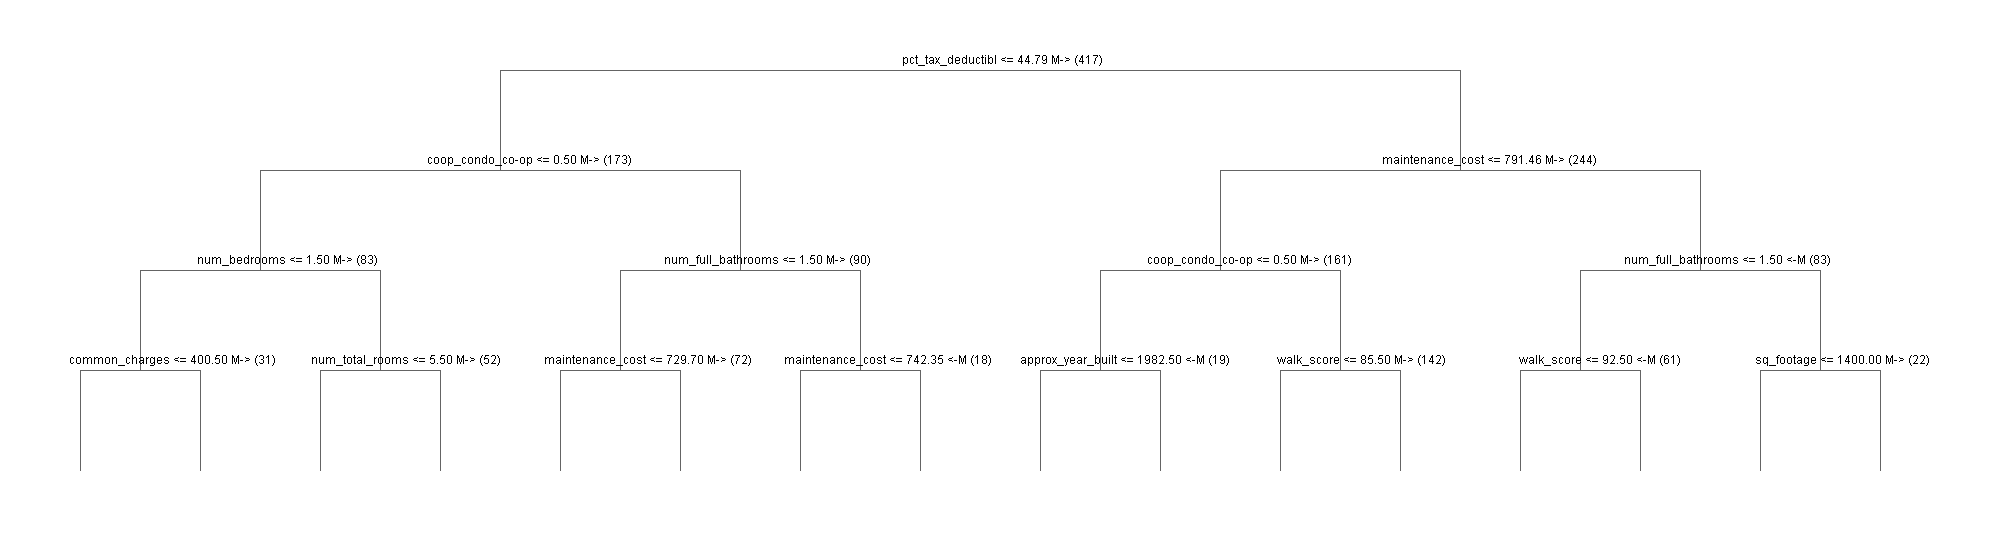 pct_tax_deductibl <= 44.79 M-> (417)
coop_condo_co-op <= 0.50 M-> (173)
maintenance_cost <= 791.46 M-> (244)
num_bedrooms <= 1.50 M-> (83)
num_full_bathrooms <= 1.50 M-> (90)
coop_condo_co-op <= 0.50 M-> (161)
num_full_bathrooms <= 1.50 <-M (83)
common_charges <= 400.50 M-> (31)
num_total_rooms <= 5.50 M-> (52)
maintenance_cost <= 729.70 M-> (72)
maintenance_cost <= 742.35 <-M (18)
approx_year_built <= 1982.50 <-M (19)
walk_score <= 85.50 M-> (142)
walk_score <= 92.50 <-M (61)
sq_footage <= 1400.00 M-> (22)